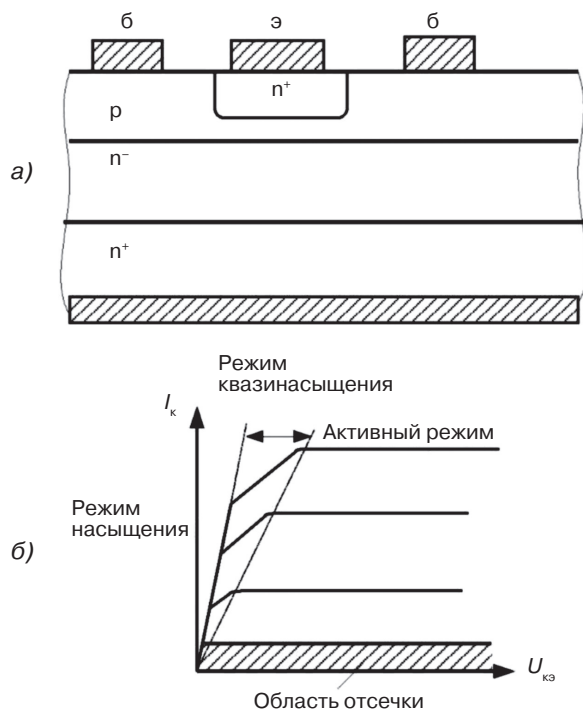 б э б
n⁺
p
n⁻
а)
n⁺
Режим
квазинасыщения
Iк
Активный режим
Режим
насыщения
б)
Uкэ
Область отсечки